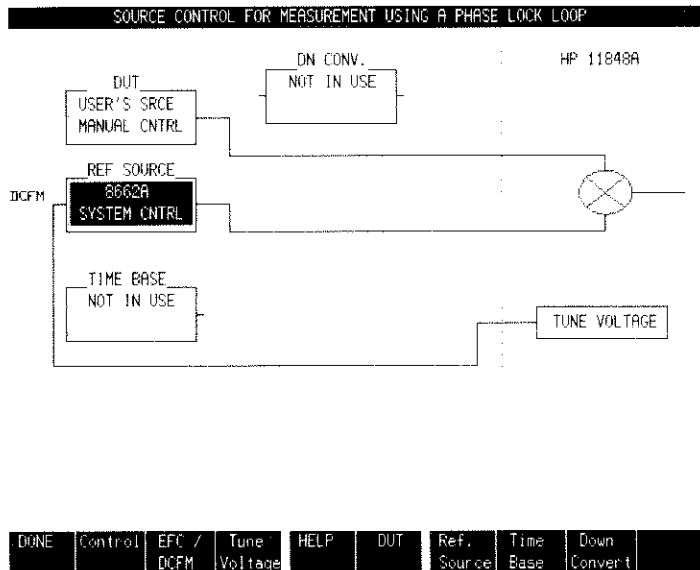 SOURCE CONTROL FOR MEASUREMENT USING A PHASE LOCK LOOP
DN CONV.
NOT IN USE
HP 11848A
DUT
USER'S SRCE
MANUAL CNTRL
REF SOURCE
DCFM
8662A
SYSTEM CNTRL
TIME BASE
NOT IN USE
TUNE VOLTAGE
DONE
Control
EFC /
DCFM
Tune
Voltage
HELP
DUT
Ref.
Source
Time
Base
Down
Convert